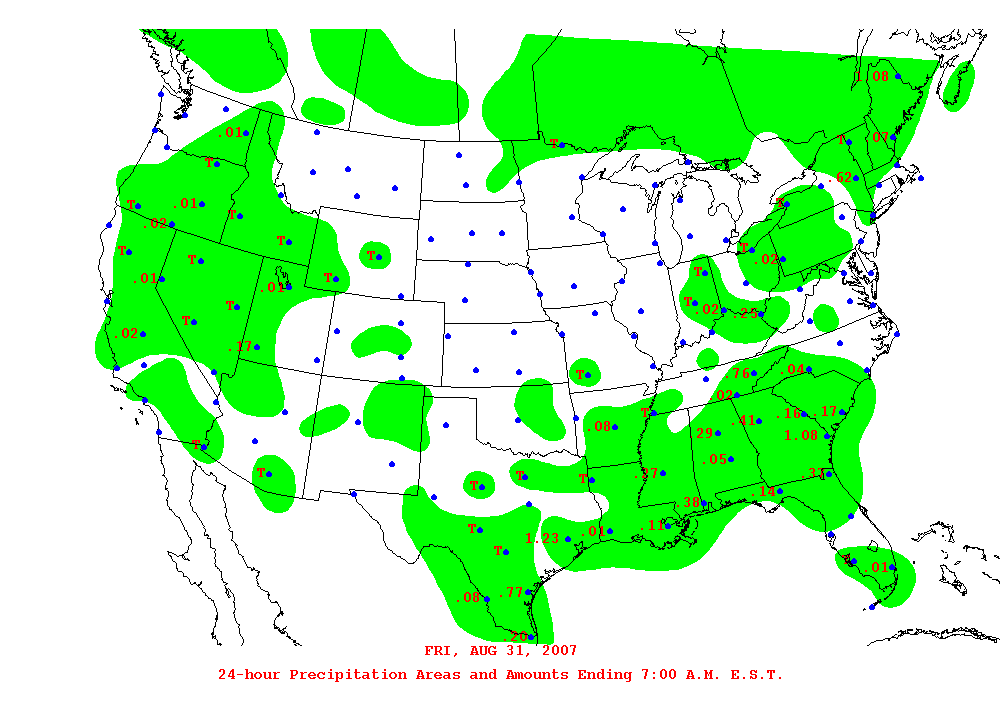 1.08
.01
T
.07
T
T
.62
T
.01
T
T
.02
T
T
T
.02
T
T
T
.01
T
.01
T
T
.02
.25
T
.02
.17
.04
.76
T
.02
T
.16
.17
.41
.08
.29
1.08
T
.05
T
T
.37
.37
T
T
.14
.38
.11
T
.01
1.23
T
.01
.77
.08
.20
FRI, AUG 31, 2007
24-hour Precipitation Areas and Amounts Ending 7:00 A.M. E.S.T.